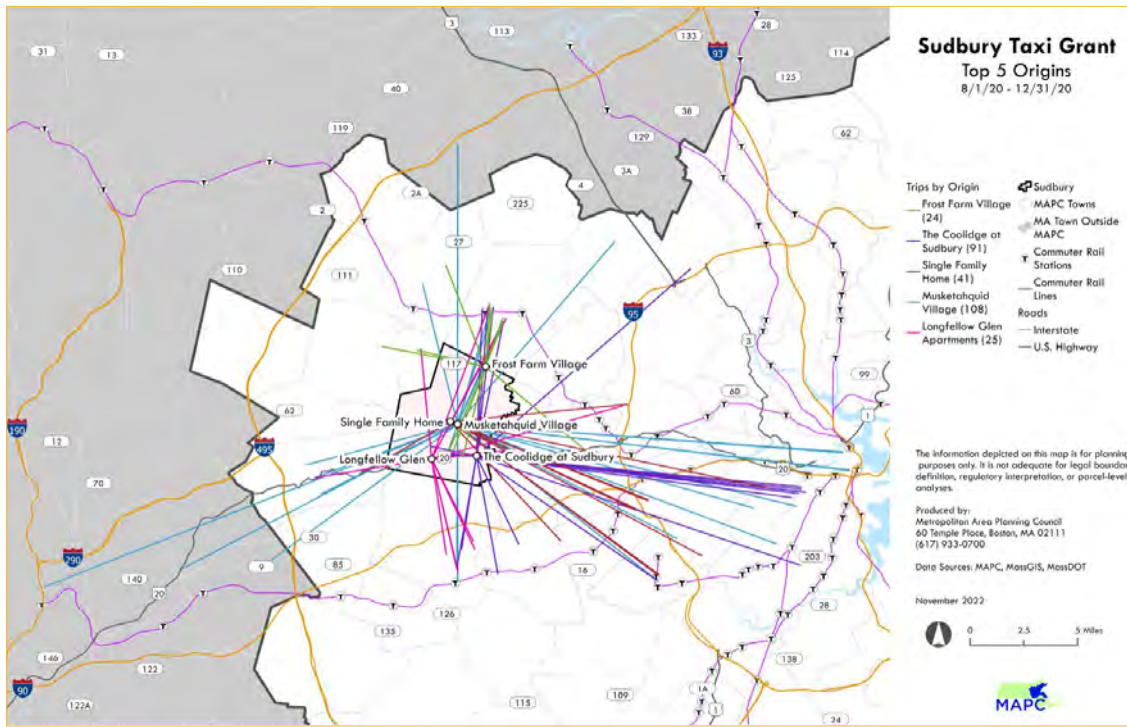 Sudbury Taxi Grant
Top 5 Origins
8/1/20 - 12/31/20
Trips by Origin
Frost Farm Village
(24)
The Coolidge at
Sudbury (91)
Single Family
Home (41)
Musketahquid
Village (108)
Longfellow Glen
Apartments (25)
Sudbury
MAPC Towns
MA Town Outside
MAPC
T
Commuter Rail
Stations
Commuter Rail
Lines
Roads
Interstate
U.S. Highway
The information depicted on this map is for planning
purposes only. It is not adequate for legal boundar
definition, regulatory interpretation, or parcel-level
analyses.
Produced by:
Metropolitan Area Planning Council
60 Temple Place, Boston, MA 02111
(617) 933-0700
Data Sources: MAPC, MassGIS, MassDOT
November 2022
0 2.5 5 Miles
MAPC
3
113
133
28
31
13
93
114
125
40
38
119
129
62
3A
2A
4
2
225
27
111
110
95
3
117
Frost Farm Village
99
60
1
62
Single Family Home
Musketahquid Village
190
12
495
Longfellow Glen
20
The Coolidge at Sudbury
20
70
30
290
9
85
203
140
16
20
28
126
135
146
122
138
90
109
1A
115
122A
1
24